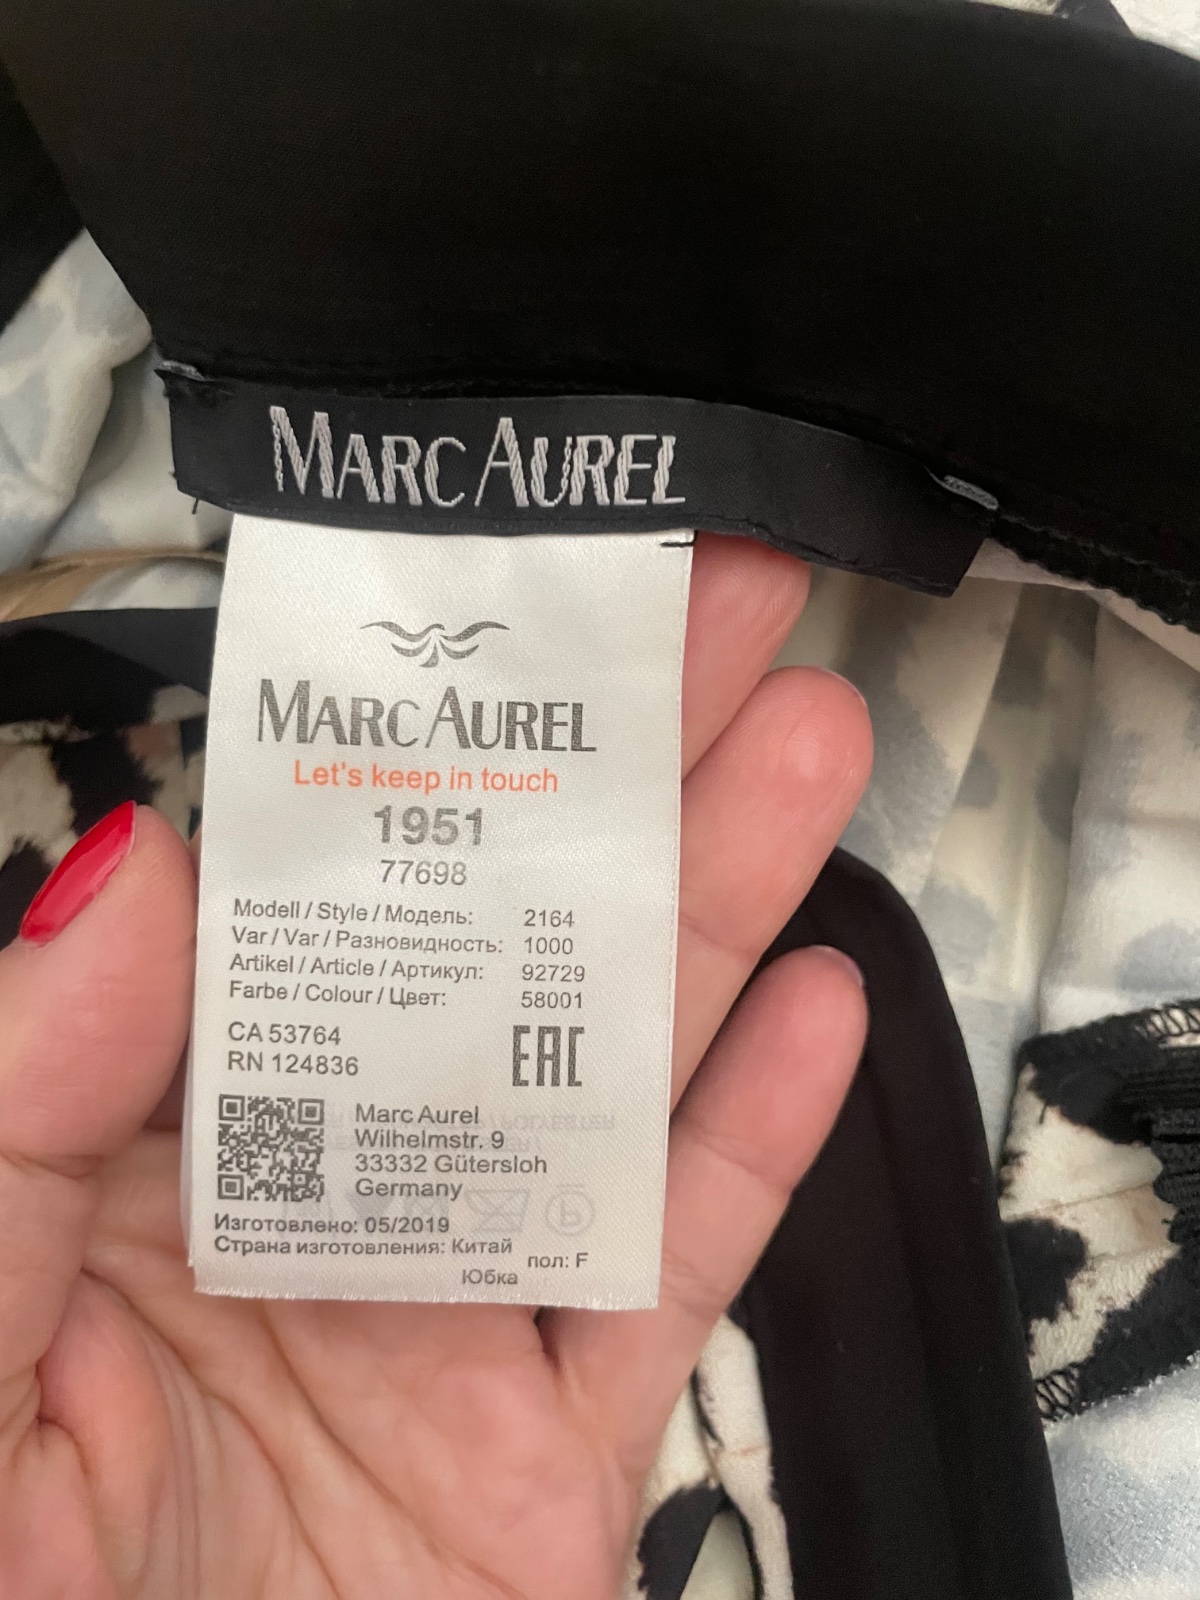 MARC AUREL
MARC AUREL
Let's keep in touch
1951
77698
Modell / Style / Модель: 2164
Var / Var / Разновидность: 1000
Artikel / Article / Артикул: 92729
Farbe / Colour / Цвет: 58001
CA 53764
RN 124836
EAC
Marc Aurel
Wilhelmstr. 9
33332 Gütersloh
Germany
Изготовлено: 05/2019
Страна изготовления: Китай
пол: F
Юбка